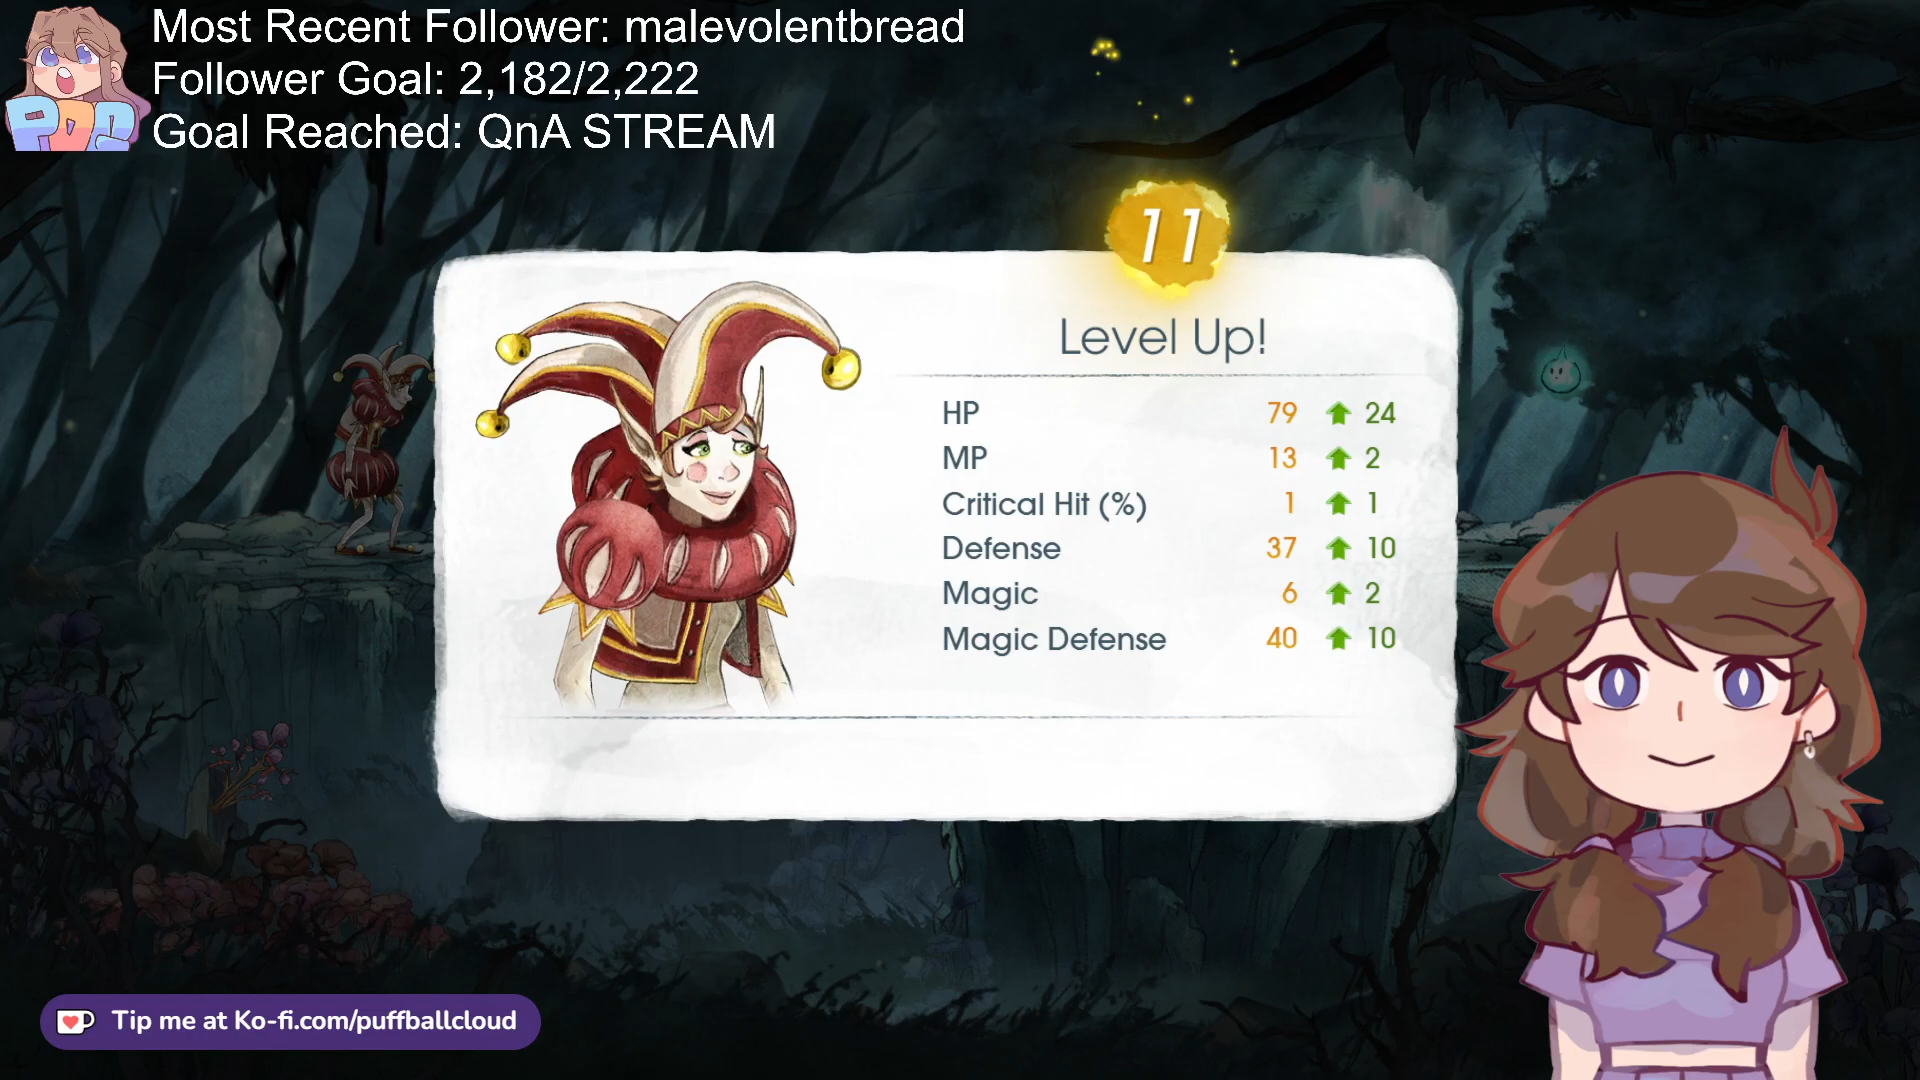 Most Recent Follower: malevolentbread
Follower Goal: 2,182/2,222
Goal Reached: QnA STREAM
11
Level Up!
HP 79 24
MP 13 2
Critical Hit (%) 1 1
Defense 37 10
Magic 6 2
Magic Defense 40 10
Tip me at Ko-fi.com/puffballcloud